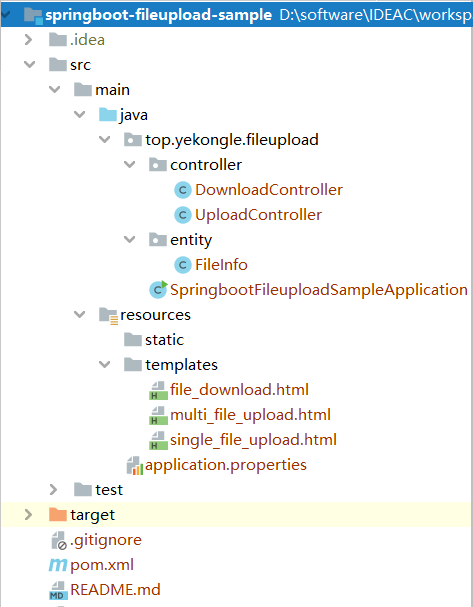 springboot-fileupload-sample D:\software\IDEAC\worksp
.idea
src
main
java
top.yekongle.fileupload
controller
C DownloadController
C UploadController
entity
C FileInfo
C SpringbootFileuploadSampleApplication
resources
static
templates
H file_download.html
H multi_file_upload.html
H single_file_upload.html
application.properties
test
target
.gitignore
m pom.xml
MD README.md